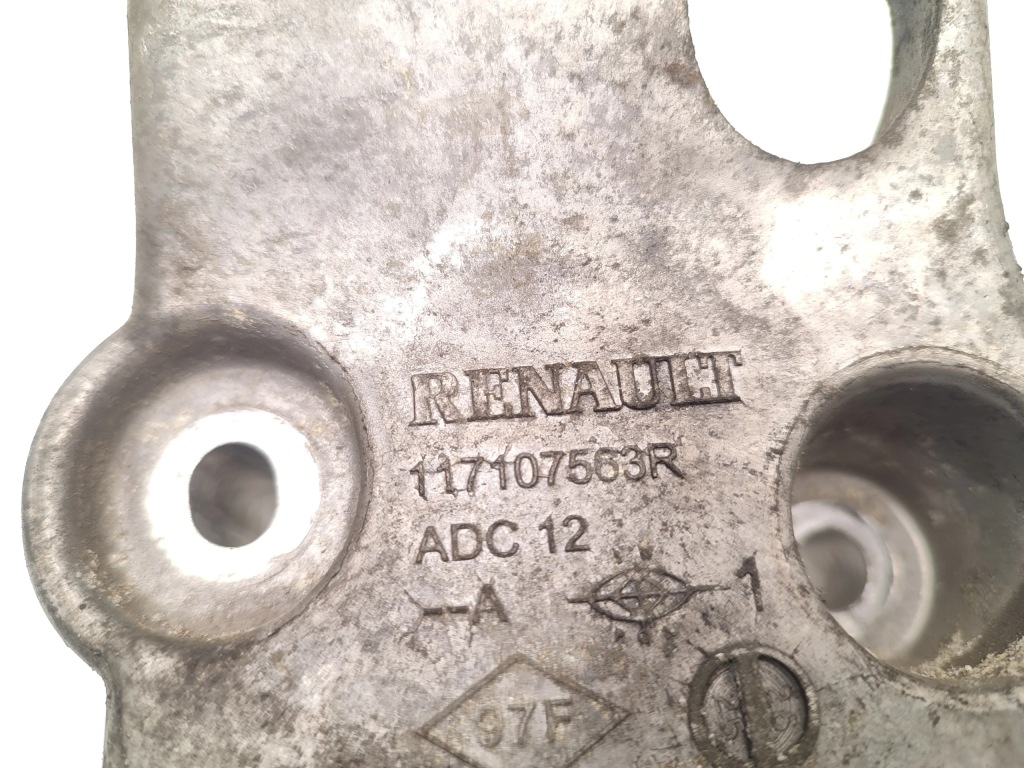 RENAULT
117107563R
ADC 12
--A 1
97F